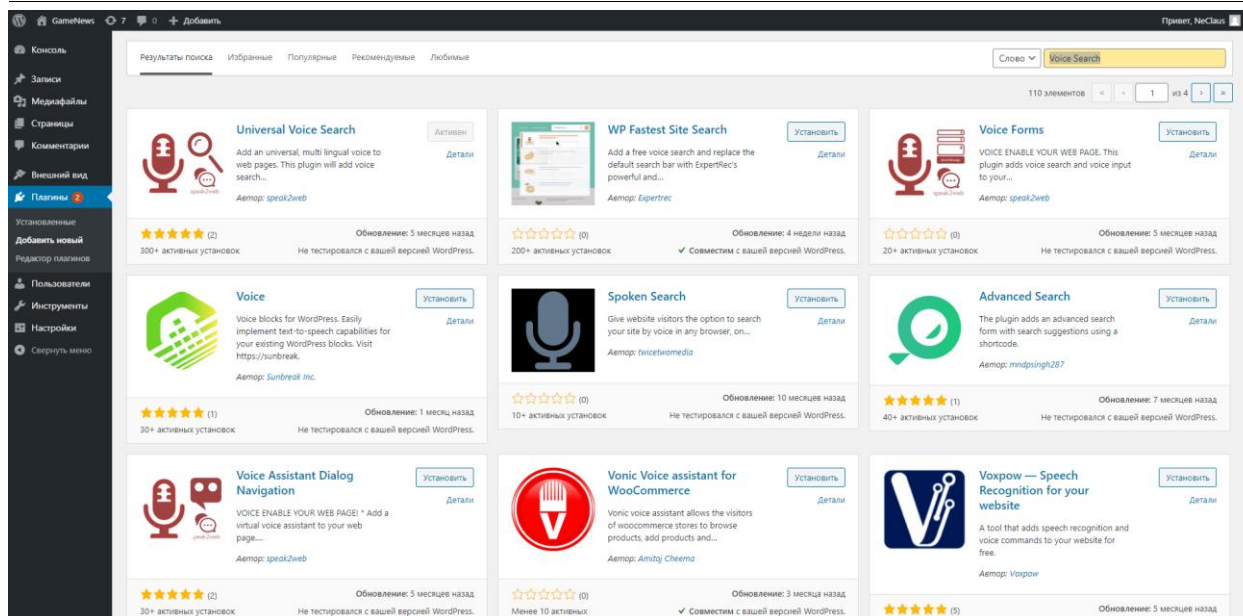 GameNews 7 0 + Добавить
Привет, NeClaus
Консоль
Записи
Медиафайлы
Страницы
Комментарии
Внешний вид
Плагины 2
Установленные
Добавить новый
Редактор плагинов
Пользователи
Инструменты
Настройки
Свернуть меню
Результаты поиска Избранные Популярные Рекомендуемые Любимые
Слово Voice Search
110 элементов « ‹ 1 из 4 › »
Universal Voice Search
Активен
Детали
Add an universal, multi lingual voice to
web pages. This plugin will add voice
search...
Автор: speak2web
speak2web
(2)
Обновление: 5 месяцев назад
300+ активных установок
Не тестировался с вашей версией WordPress.
WP Fastest Site Search
Установить
Детали
Add a free voice search and replace the
default search bar with ExpertRec's
powerful and...
Автор: Expertrec
(0)
Обновление: 4 недели назад
200+ активных установок
✓ Совместим с вашей версией WordPress.
Voice Forms
Установить
Детали
VOICE ENABLE YOUR WEB PAGE. This
plugin adds voice search and voice input
to your...
Автор: speak2web
speak2web
(0)
Обновление: 5 месяцев назад
20+ активных установок
Не тестировался с вашей версией WordPress.
Voice
Установить
Детали
Voice blocks for WordPress. Easily
implement text-to-speech capabilities for
your existing WordPress blocks. Visit
https://sunbreak.
Автор: Sunbreak Inc.
(1)
Обновление: 1 месяц назад
30+ активных установок
Не тестировался с вашей версией WordPress.
Spoken Search
Установить
Детали
Give website visitors the option to search
your site by voice in any browser, on...
Автор: twicetwomedia
(0)
Обновление: 10 месяцев назад
10+ активных установок
Не тестировался с вашей версией WordPress.
Advanced Search
Установить
Детали
The plugin adds an advanced search
form with search suggestions using a
shortcode.
Автор: mndpsingh287
(1)
Обновление: 7 месяцев назад
40+ активных установок
Не тестировался с вашей версией WordPress.
Voice Assistant Dialog
Navigation
Установить
Детали
VOICE ENABLE YOUR WEB PAGE! * Add a
virtual voice assistant to your web
page....
Автор: speak2web
speak2web
(2)
Обновление: 5 месяцев назад
30+ активных установок
Не тестировался с вашей версией WordPress.
Vonic Voice assistant for
WooCommerce
Установить
Детали
Vonic voice assistant allows the visitors
of woocommerce stores to browse
products, add products and...
Автор: Amitoj Cheema
(0)
Обновление: 3 месяца назад
Менее 10 активных
✓ Совместим с вашей версией WordPress.
Voxpow — Speech
Recognition for your
website
Установить
Детали
A tool that adds speech recognition and
voice commands to your website for
free.
Автор: Voxpow
(5)
Обновление: 5 месяцев назад